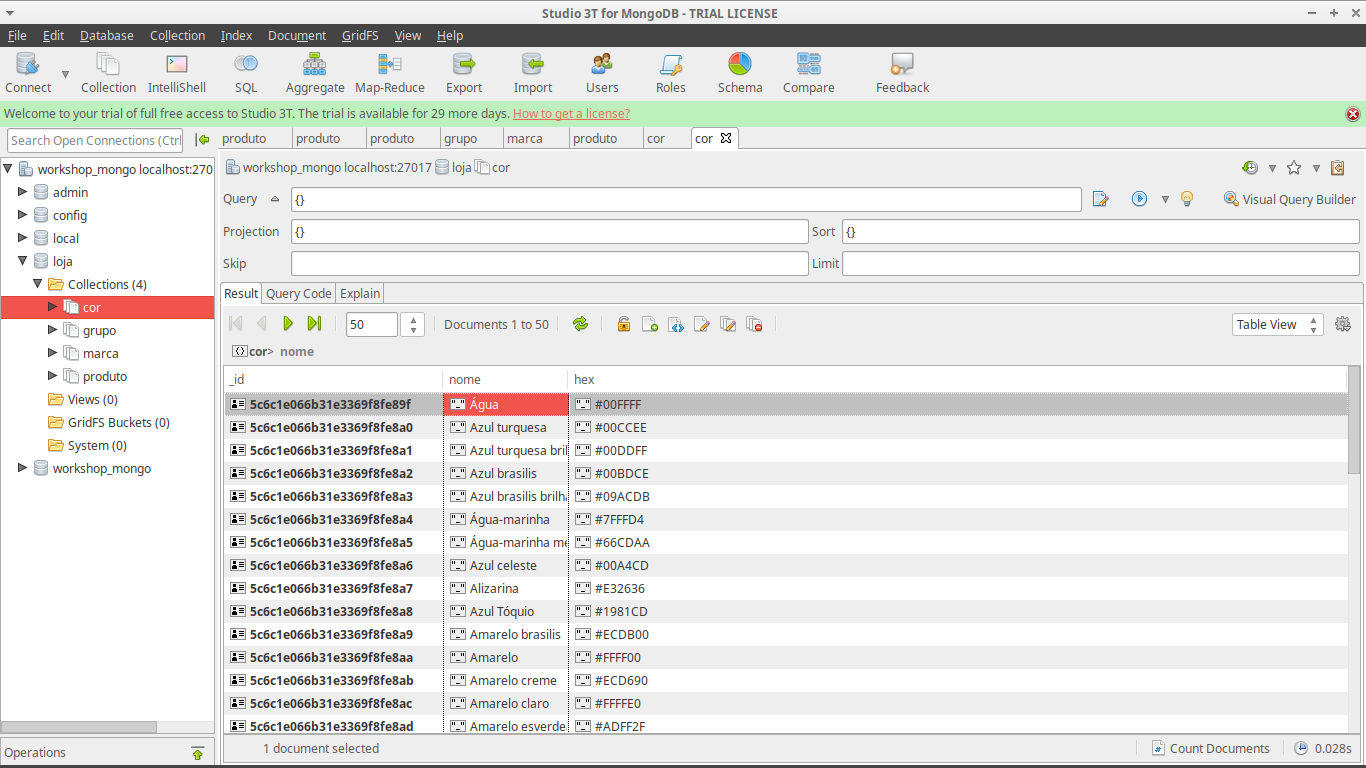 Studio 3T for MongoDB - TRIAL LICENSE
File Edit Database Collection Index Document GridFS View Help
Connect Collection IntelliShell SQL Aggregate Map-Reduce Export Import Users Roles Schema Compare Feedback
Welcome to your trial of full free access to Studio 3T. The trial is available for 29 more days. How to get a license?
Search Open Connections (Ctrl
produto produto produto grupo marca produto cor cor
workshop_mongo localhost:270
admin
config
local
loja
Collections (4)
cor
grupo
marca
produto
Views (0)
GridFS Buckets (0)
System (0)
workshop_mongo
Operations
workshop_mongo localhost:27017 loja cor
Query {} Visual Query Builder
Projection {} Sort {}
Skip Limit
Result Query Code Explain
50 Documents 1 to 50 Table View
cor> nome
_id nome hex
5c6c1e066b31e3369f8fe89f Água #00FFFF
5c6c1e066b31e3369f8fe8a0 Azul turquesa #00CCEE
5c6c1e066b31e3369f8fe8a1 Azul turquesa bril #00DDFF
5c6c1e066b31e3369f8fe8a2 Azul brasilis #00BDCE
5c6c1e066b31e3369f8fe8a3 Azul brasilis brilha #09ACDB
5c6c1e066b31e3369f8fe8a4 Água-marinha #7FFFD4
5c6c1e066b31e3369f8fe8a5 Água-marinha me #66CDAA
5c6c1e066b31e3369f8fe8a6 Azul celeste #00A4CD
5c6c1e066b31e3369f8fe8a7 Alizarina #E32636
5c6c1e066b31e3369f8fe8a8 Azul Tóquio #1981CD
5c6c1e066b31e3369f8fe8a9 Amarelo brasilis #ECDB00
5c6c1e066b31e3369f8fe8aa Amarelo #FFFF00
5c6c1e066b31e3369f8fe8ab Amarelo creme #ECD690
5c6c1e066b31e3369f8fe8ac Amarelo claro #FFFFE0
5c6c1e066b31e3369f8fe8ad Amarelo esverde #ADFF2F
1 document selected Count Documents 0.028s